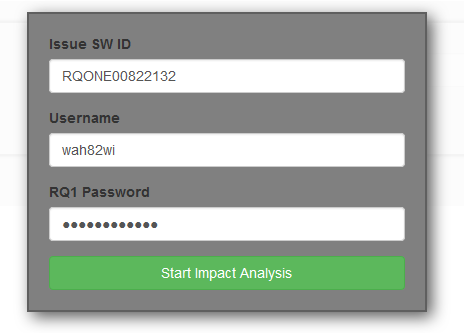 Issue SW ID
RQONE00822132
Username
wah82wi
RQ1 Password
••••••••••••
Start Impact Analysis